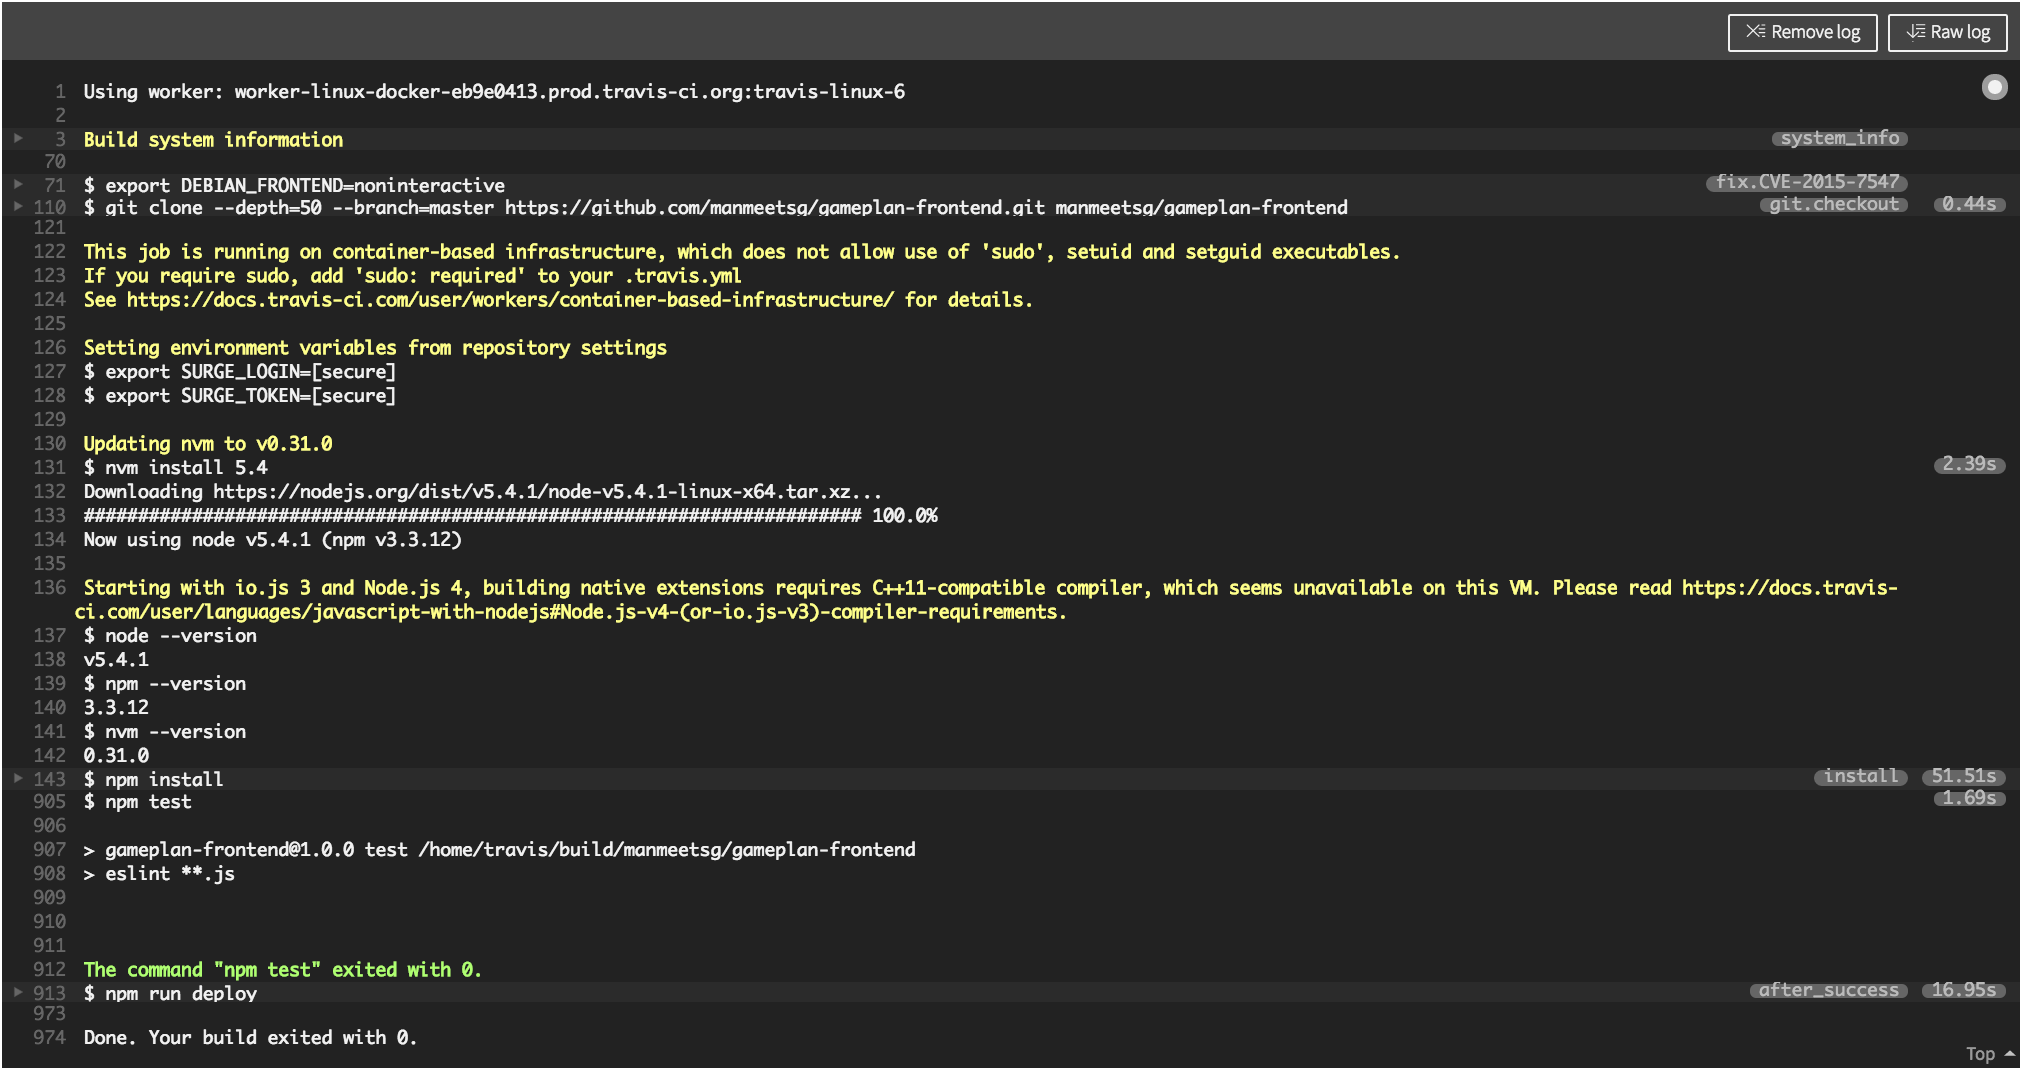 Remove log
Raw log
1 Using worker: worker-linux-docker-eb9e0413.prod.travis-ci.org:travis-linux-6
2
3 Build system information system_info
70
71 $ export DEBIAN_FRONTEND=noninteractive fix.CVE-2015-7547
110 $ git clone --depth=50 --branch=master https://github.com/manmeetsg/gameplan-frontend.git manmeetsg/gameplan-frontend git.checkout 0.44s
121
122 This job is running on container-based infrastructure, which does not allow use of 'sudo', setuid and setguid executables.
123 If you require sudo, add 'sudo: required' to your .travis.yml
124 See https://docs.travis-ci.com/user/workers/container-based-infrastructure/ for details.
125
126 Setting environment variables from repository settings
127 $ export SURGE_LOGIN=[secure]
128 $ export SURGE_TOKEN=[secure]
129
130 Updating nvm to v0.31.0
131 $ nvm install 5.4 2.39s
132 Downloading https://nodejs.org/dist/v5.4.1/node-v5.4.1-linux-x64.tar.xz...
133 ######################################################################## 100.0%
134 Now using node v5.4.1 (npm v3.3.12)
135
136 Starting with io.js 3 and Node.js 4, building native extensions requires C++11-compatible compiler, which seems unavailable on this VM. Please read https://docs.travis-
ci.com/user/languages/javascript-with-nodejs#Node.js-v4-(or-io.js-v3)-compiler-requirements.
137 $ node --version
138 v5.4.1
139 $ npm --version
140 3.3.12
141 $ nvm --version
142 0.31.0
143 $ npm install install 51.51s
905 $ npm test 1.69s
906
907 > gameplan-frontend@1.0.0 test /home/travis/build/manmeetsg/gameplan-frontend
908 > eslint **.js
909
910
911
912 The command "npm test" exited with 0.
913 $ npm run deploy after_success 16.95s
973
974 Done. Your build exited with 0.
Top